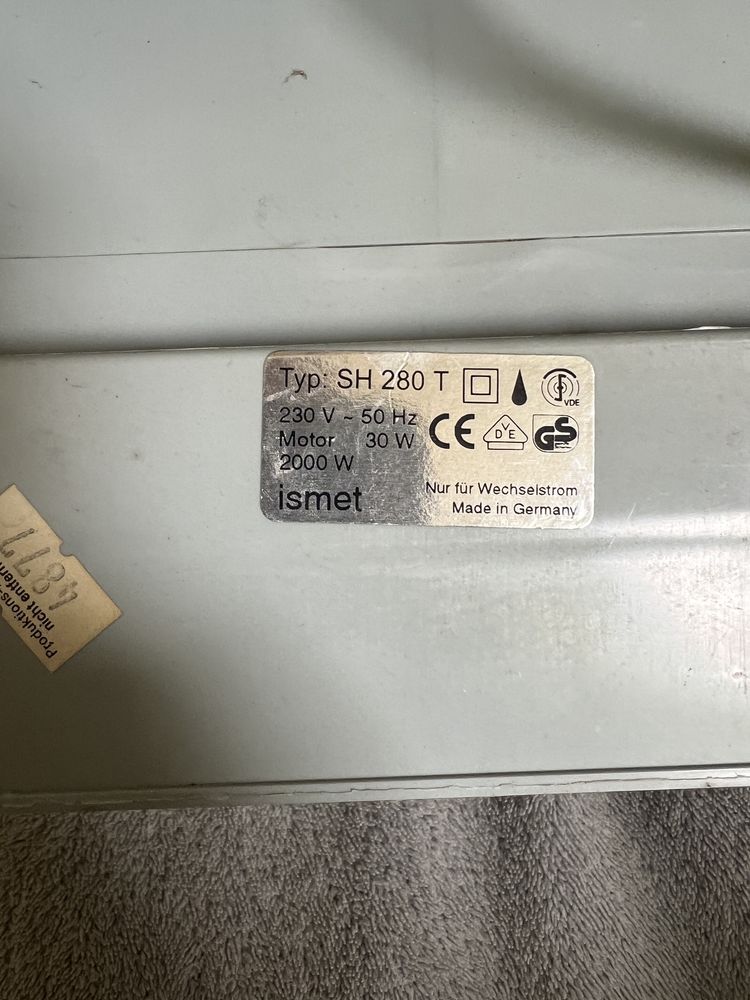 Typ: SH 280 T
VDE
230 V ~ 50 Hz
Motor 30 W
2000 W
CE
DVE
GS
ismet
Nur für Wechselstrom
Made in Germany
4877
Produktions-
nicht entfern